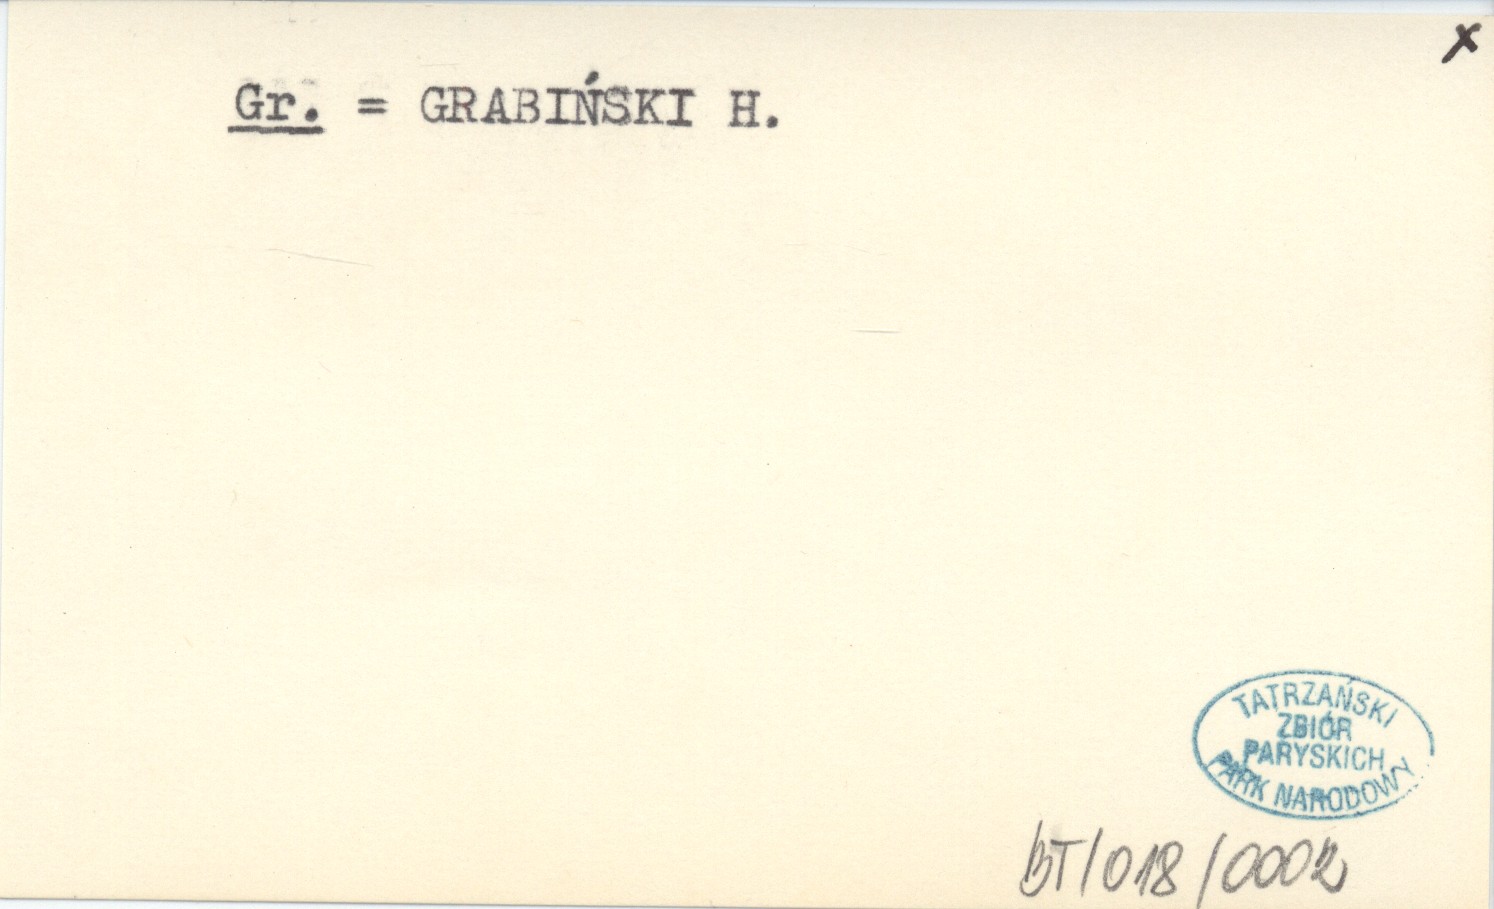 x
Gr. = GRABIŃSKI H.
TATRZAŃSKI
ZBIÓR
PARYSKICH
PARK NARODOWY
BT/018/0002